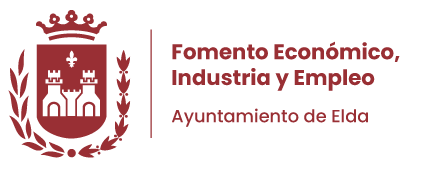 Fomento Económico,
Industria y Empleo
Ayuntamiento de Elda